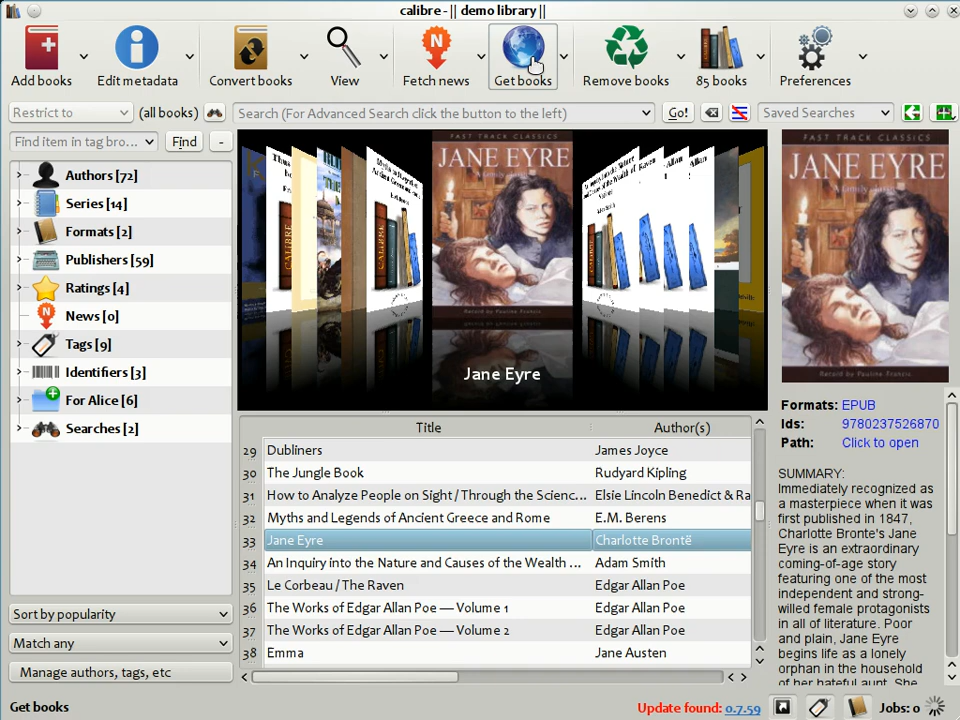 calibre - || demo library ||
Add books
Edit metadata
Convert books
View
Fetch news
Get books
Remove books
85 books
Preferences
Restrict to
(all books)
Search (For Advanced Search click the button to the left)
Go!
Saved Searches
Find item in tag bro...
Find
-
Authors [72]
Series [14]
Formats [2]
Publishers [59]
Ratings [4]
News [0]
Tags [9]
Identifiers [3]
For Alice [6]
Searches [2]
Sort by popularity
Match any
Manage authors, tags, etc
FAST TRACK CLASSICS
JANE EYRE
Retold by Pauline Francis
CALIBRE
Jane Eyre
Title Author(s)
29 Dubliners James Joyce
30 The Jungle Book Rudyard Kipling
31 How to Analyze People on Sight / Through the Scienc... Elsie Lincoln Benedict & Ra
32 Myths and Legends of Ancient Greece and Rome E.M. Berens
33 Jane Eyre Charlotte Brontë
34 An Inquiry into the Nature and Causes of the Wealth ... Adam Smith
35 Le Corbeau / The Raven Edgar Allan Poe
36 The Works of Edgar Allan Poe — Volume 1 Edgar Allan Poe
37 The Works of Edgar Allan Poe — Volume 2 Edgar Allan Poe
38 Emma Jane Austen
FAST TRACK CLASSICS
JANE EYRE
Retold by Pauline Francis
Formats: EPUB
Ids: 9780237526870
Path: Click to open
SUMMARY:
Immediately recognized as
a masterpiece when it was
first published in 1847,
Charlotte Bronte's Jane
Eyre is an extraordinary
coming-of-age story
featuring one of the most
independent and strong-
willed female protagonists
in all of literature. Poor
and plain, Jane Eyre
begins life as a lonely
orphan in the household
of her hateful aunt. She
Get books
Update found: 0.7.59
Jobs: 0